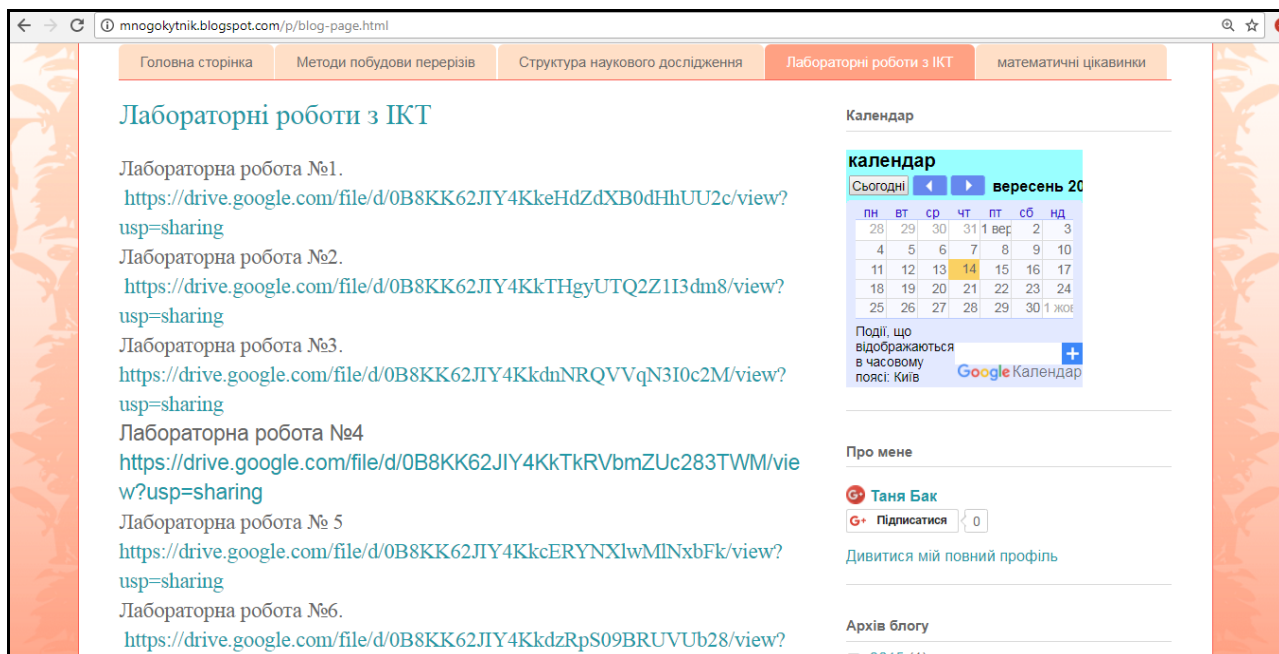 mnogokytnik.blogspot.com/p/blog-page.html
Головна сторінка
Методи побудови перерізів
Структура наукового дослідження
Лабораторні роботи з ІКТ
математичні цікавинки
Лабораторні роботи з ІКТ
Лабораторна робота №1.
https://drive.google.com/file/d/0B8KK62JIY4KkeHdZdXB0dHhUU2c/view?
usp=sharing
Лабораторна робота №2.
https://drive.google.com/file/d/0B8KK62JIY4KkTHgyUTQ2Z1I3dm8/view?
usp=sharing
Лабораторна робота №3.
https://drive.google.com/file/d/0B8KK62JIY4KkdnNRQVVqN3I0c2M/view?
usp=sharing
Лабораторна робота №4
https://drive.google.com/file/d/0B8KK62JIY4KkTkRVbmZUc283TWM/vie
w?usp=sharing
Лабораторна робота № 5
https://drive.google.com/file/d/0B8KK62JIY4KkcERYNXlwMlNxbFk/view?
usp=sharing
Лабораторна робота №6.
https://drive.google.com/file/d/0B8KK62JIY4KkdzRpS09BRUVUb28/view?
Календар
календар
Сьогодні
вересень 20
пн вт ср чт пт сб нд
28 29 30 31 1 вер 2 3
4 5 6 7 8 9 10
11 12 13 14 15 16 17
18 19 20 21 22 23 24
25 26 27 28 29 30 1 жов
Події, що
відображаються
в часовому
поясі: Київ
Google Календар
Про мене
Таня Бак
G+ Підписатися 0
Дивитися мій повний профіль
Архів блогу